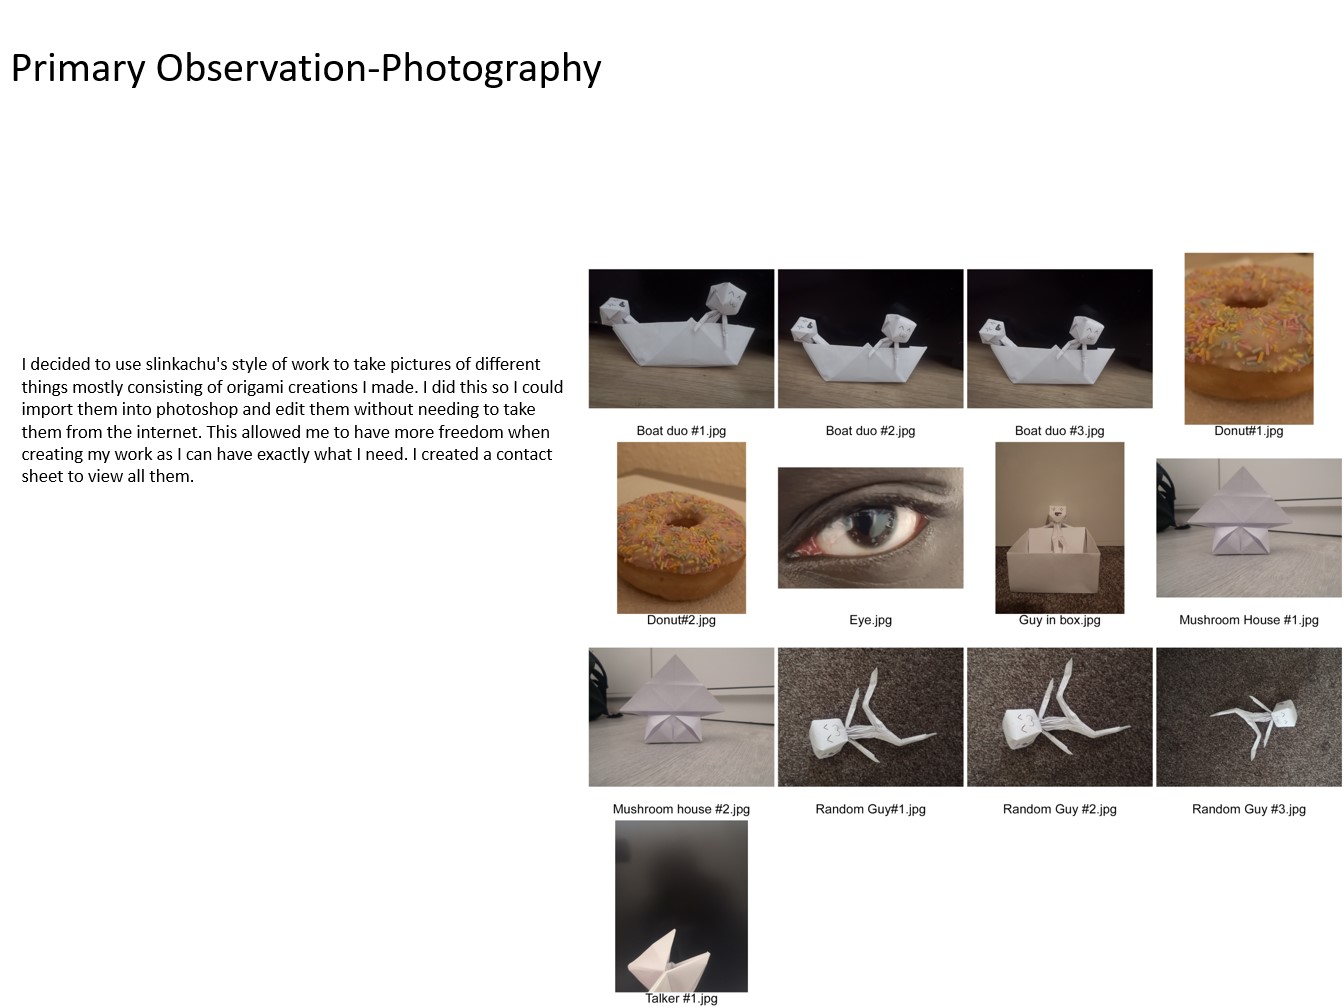 Primary Observation-Photography
I decided to use slinkachu's style of work to take pictures of different
things mostly consisting of origami creations I made. I did this so I could
import them into photoshop and edit them without needing to take
them from the internet. This allowed me to have more freedom when
creating my work as I can have exactly what I need. I created a contact
sheet to view all them.
Boat duo #1.jpg
Boat duo #2.jpg
Boat duo #3.jpg
Donut#1.jpg
Donut#2.jpg
Eye.jpg
Guy in box.jpg
Mushroom House #1.jpg
Mushroom house #2.jpg
Random Guy#1.jpg
Random Guy #2.jpg
Random Guy #3.jpg
Talker #1.jpg